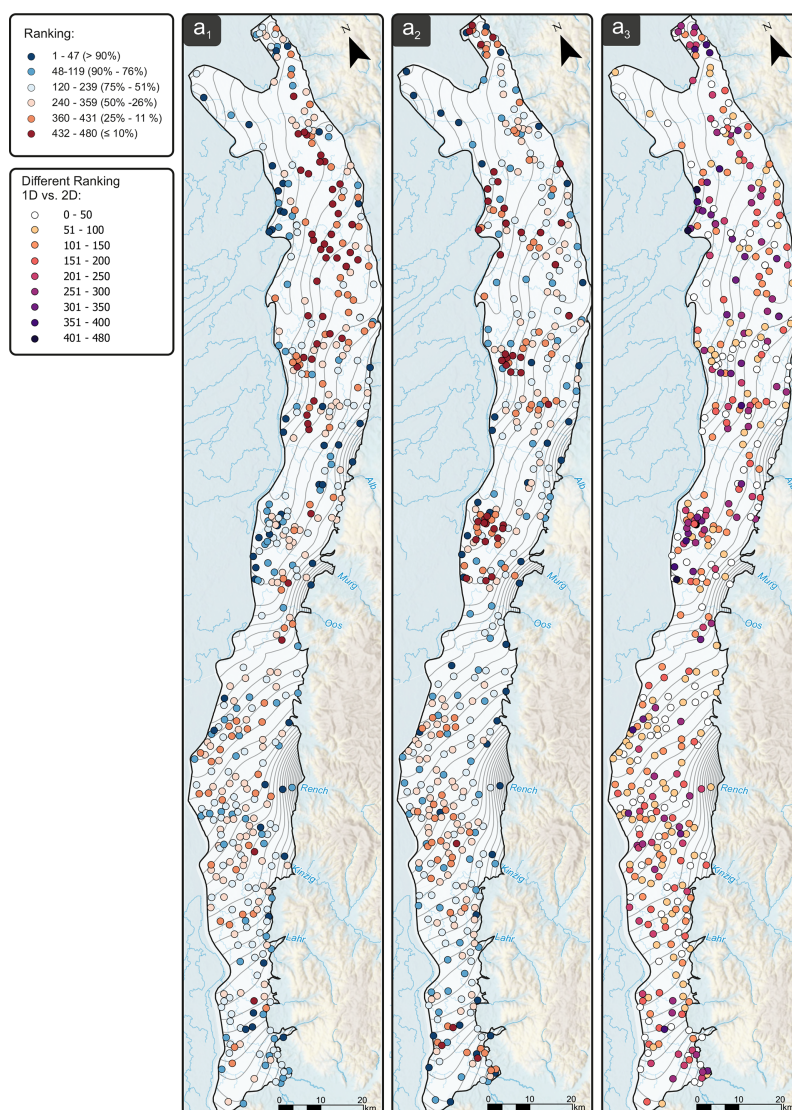 Ranking:
1 - 47 (> 90%)
48-119 (90% - 76%)
120 - 239 (75% - 51%)
240 - 359 (50% -26%)
360 - 431 (25% - 11 %)
432 - 480 (≤ 10%)
Different Ranking
1D vs. 2D:
0 - 50
51 - 100
101 - 150
151 - 200
201 - 250
251 - 300
301 - 350
351 - 400
401 - 480
a1
N
Alb
Murg
Oos
Rench
Kinzig
Lahr
0 10 20
km
a2
N
Alb
Murg
Oos
Rench
Kinzig
Lahr
0 10 20
km
a3
N
Alb
Murg
Oos
Rench
Kinzig
Lahr
0 10 20
km